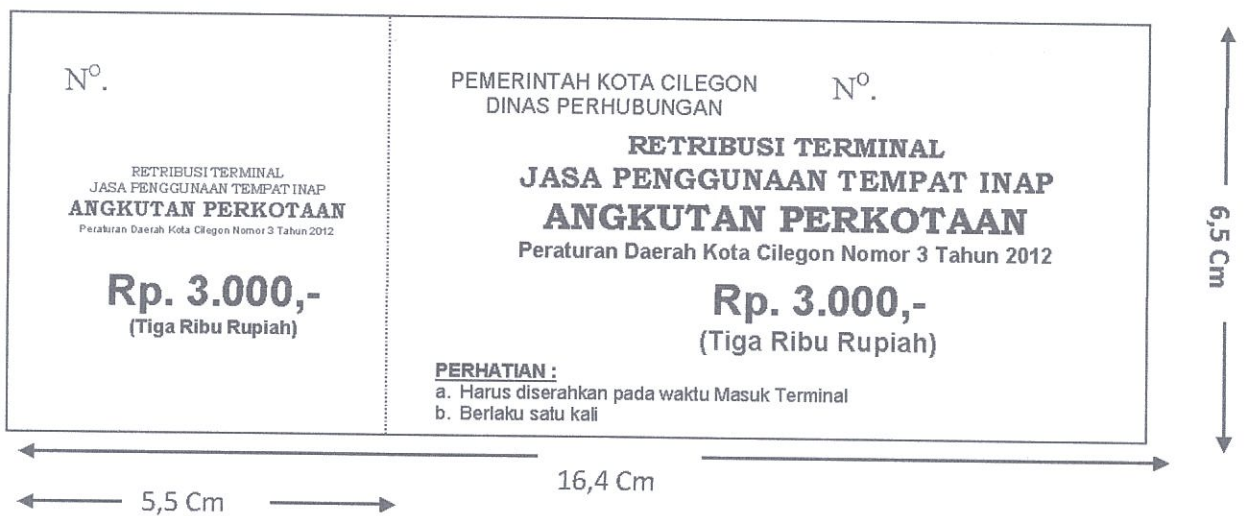 Nº.
RETRIBUSI TERMINAL
JASA PENGGUNAAN TEMPAT INAP
ANGKUTAN PERKOTAAN
Peraturan Daerah Kota Cilegon Nomor 3 Tahun 2012
Rp. 3.000,-
(Tiga Ribu Rupiah)
PEMERINTAH KOTA CILEGON
DINAS PERHUBUNGAN
Nº.
RETRIBUSI TERMINAL
JASA PENGGUNAAN TEMPAT INAP
ANGKUTAN PERKOTAAN
Peraturan Daerah Kota Cilegon Nomor 3 Tahun 2012
Rp. 3.000,-
(Tiga Ribu Rupiah)
PERHATIAN :
a. Harus diserahkan pada waktu Masuk Terminal
b. Berlaku satu kali
6,5 Cm
16,4 Cm
5,5 Cm